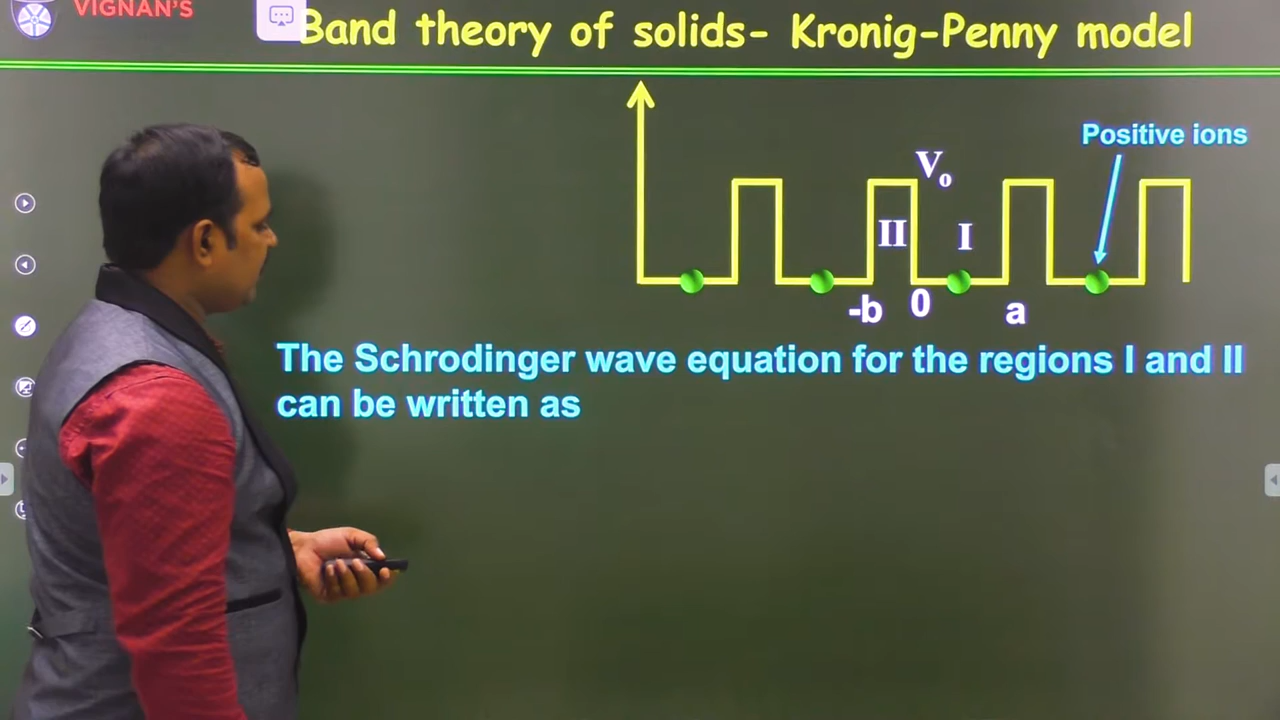 VIGNAN'S
Band theory of solids- Kronig-Penny model
Positive ions
Vo
II
I
-b
0
a
The Schrodinger wave equation for the regions I and II
can be written as